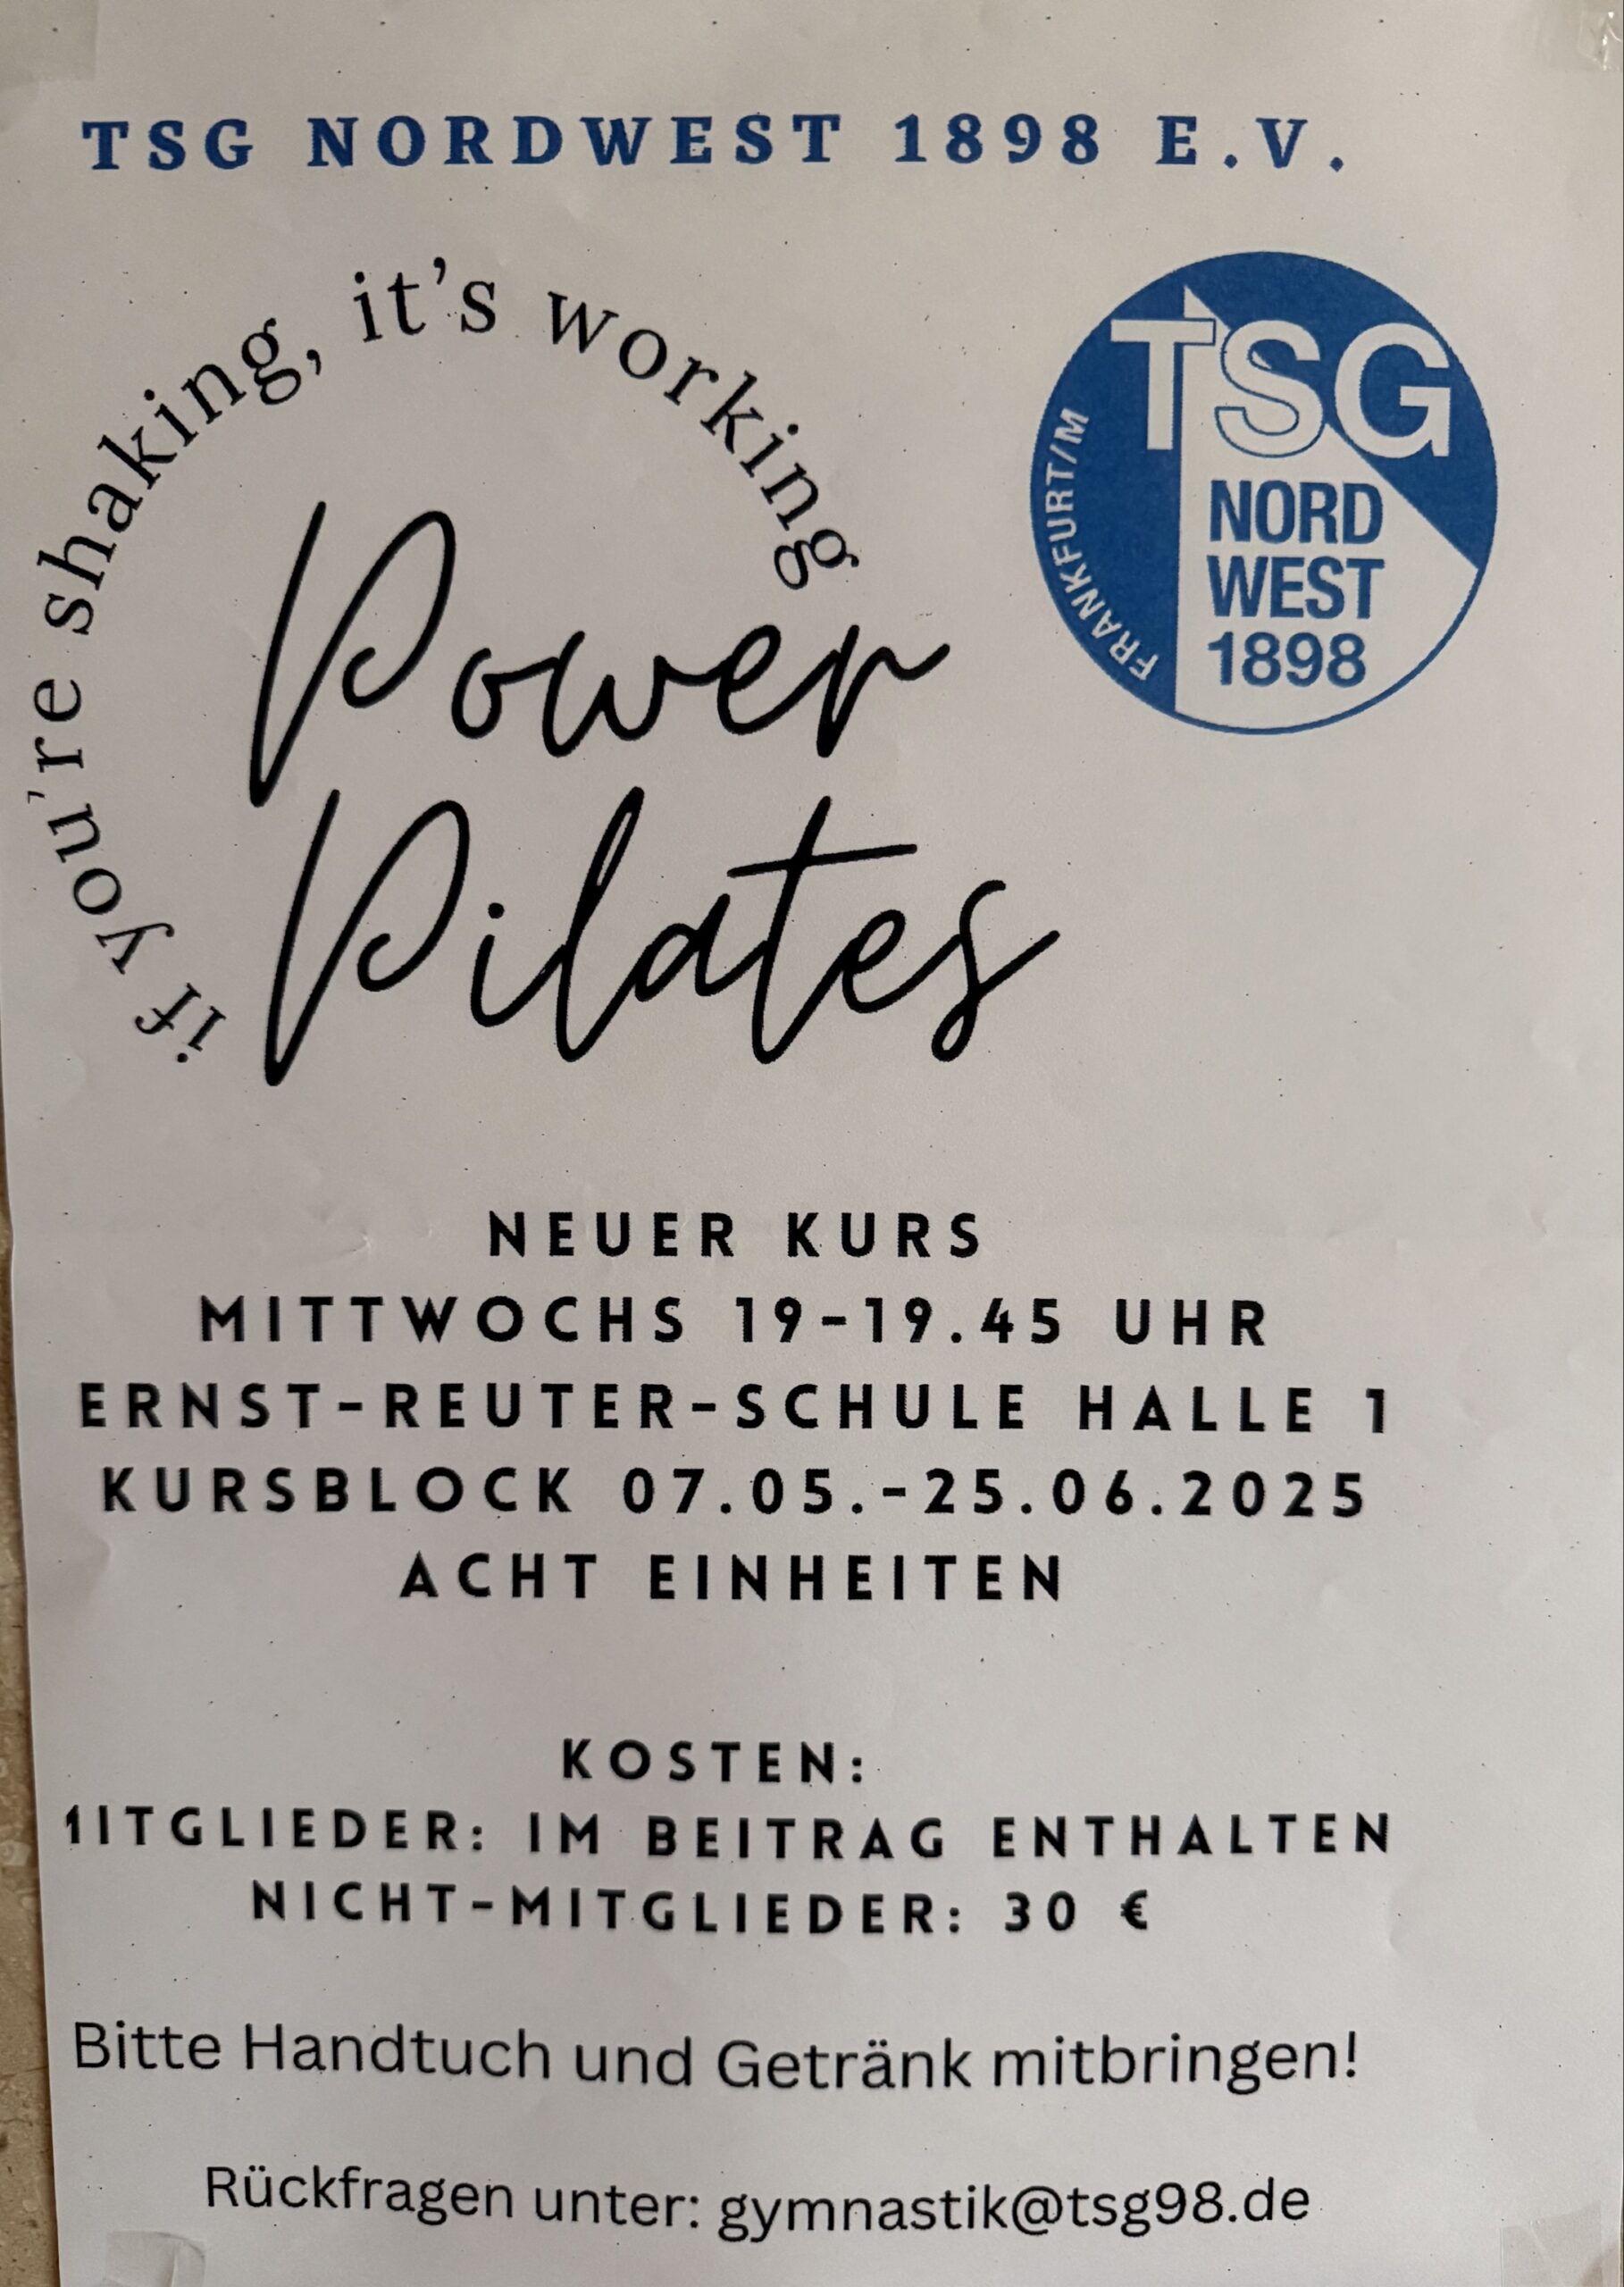 TSG NORDWEST 1898 E.V.
if you're shaking, it's working
Power
Pilates
TSG
NORD
WEST
1898
FRANKFURT/M
NEUER KURS
MITTWOCHS 19-19.45 UHR
ERNST-REUTER-SCHULE HALLE 1
KURSBLOCK 07.05.-25.06.2025
ACHT EINHEITEN
KOSTEN:
1ITGLIEDER: IM BEITRAG ENTHALTEN
NICHT-MITGLIEDER: 30 €
Bitte Handtuch und Getränk mitbringen!
Rückfragen unter: gymnastik@tsg98.de